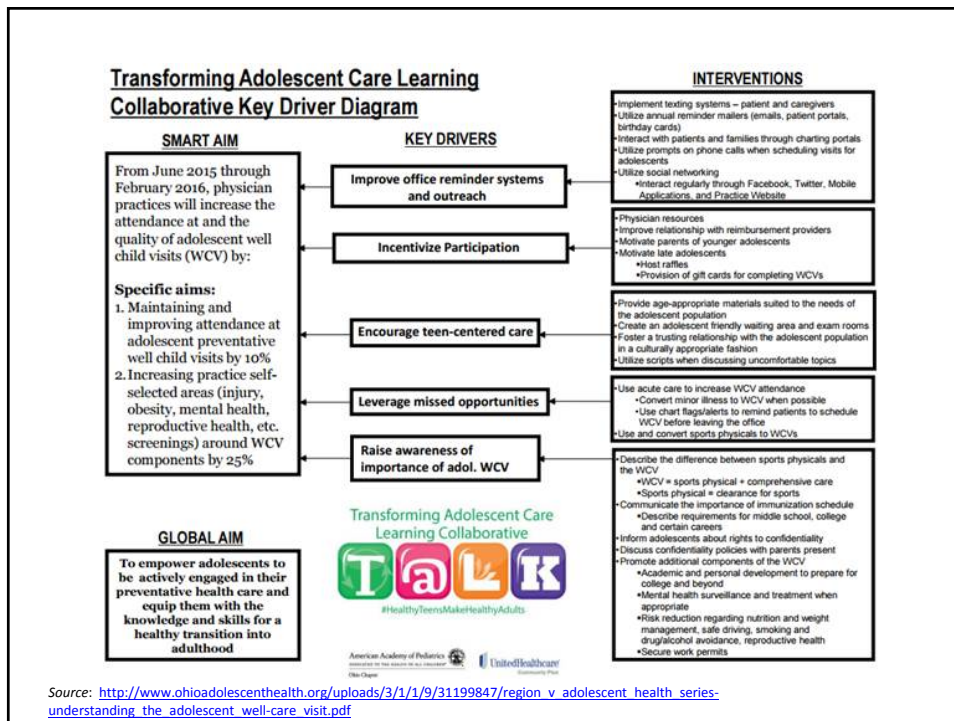 Transforming Adolescent Care Learning
Collaborative Key Driver Diagram
SMART AIM
From June 2015 through
February 2016, physician
practices will increase the
attendance at and the
quality of adolescent well
child visits (WCV) by:
Specific aims:
1. Maintaining and
improving attendance at
adolescent preventative
well child visits by 10%
2. Increasing practice self-
selected areas (injury,
obesity, mental health,
reproductive health, etc.
screenings) around WCV
components by 25%
GLOBAL AIM
To empower adolescents to
be actively engaged in their
preventative health care and
equip them with the
knowledge and skills for a
healthy transition into
adulthood
KEY DRIVERS
Improve office reminder systems
and outreach
Incentivize Participation
Encourage teen-centered care
Leverage missed opportunities
Raise awareness of
importance of adol. WCV
Transforming Adolescent Care
Learning Collaborative
T@LK
#HealthyTeensMakeHealthyAdults
American Academy of Pediatrics
DEDICATED TO THE HEALTH OF ALL CHILDREN
Ohio Chapter
UnitedHealthcare
Community Plan
INTERVENTIONS
•Implement texting systems – patient and caregivers
•Utilize annual reminder mailers (emails, patient portals,
birthday cards)
•Interact with patients and families through charting portals
•Utilize prompts on phone calls when scheduling visits for
adolescents
•Utilize social networking
•Interact regularly through Facebook, Twitter, Mobile
Applications, and Practice Website
•Physician resources
•Improve relationship with reimbursement providers
•Motivate parents of younger adolescents
•Motivate late adolescents
•Host raffles
•Provision of gift cards for completing WCVs
•Provide age-appropriate materials suited to the needs of
the adolescent population
•Create an adolescent friendly waiting area and exam rooms
•Foster a trusting relationship with the adolescent population
in a culturally appropriate fashion
•Utilize scripts when discussing uncomfortable topics
•Use acute care to increase WCV attendance
•Convert minor illness to WCV when possible
•Use chart flags/alerts to remind patients to schedule
WCV before leaving the office
•Use and convert sports physicals to WCVs
•Describe the difference between sports physicals and
the WCV
•WCV = sports physical + comprehensive care
•Sports physical = clearance for sports
•Communicate the importance of immunization schedule
•Describe requirements for middle school, college
and certain careers
•Inform adolescents about rights to confidentiality
•Discuss confidentiality policies with parents present
•Promote additional components of the WCV
•Academic and personal development to prepare for
college and beyond
•Mental health surveillance and treatment when
appropriate
•Risk reduction regarding nutrition and weight
management, safe driving, smoking and
drug/alcohol avoidance, reproductive health
•Secure work permits
Source: http://www.ohioadolescenthealth.org/uploads/3/1/1/9/31199847/region_v_adolescent_health_series-
understanding_the_adolescent_well-care_visit.pdf